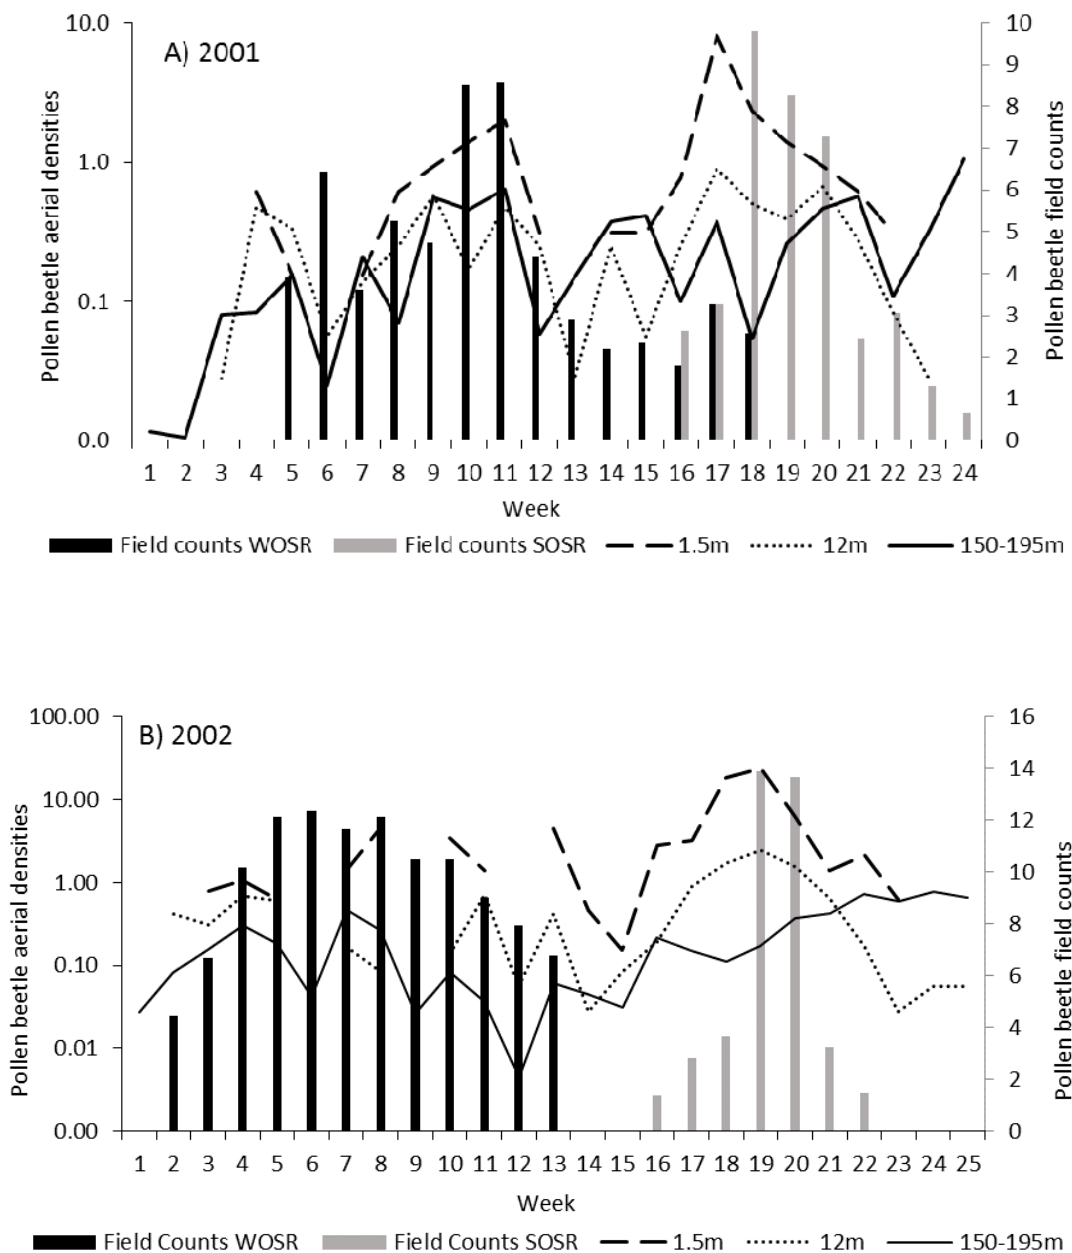 A) 2001
Pollen beetle aerial densities
10.0
1.0
0.1
0.0
Pollen beetle field counts
10
9
8
7
6
5
4
3
2
1
0
1 2 3 4 5 6 7 8 9 10 11 12 13 14 15 16 17 18 19 20 21 22 23 24
Week
Field counts WOSR Field counts SOSR 1.5m 12m 150-195m
B) 2002
Pollen beetle aerial densities
100.00
10.00
1.00
0.10
0.01
0.00
Pollen beetle field counts
16
14
12
10
8
6
4
2
0
1 2 3 4 5 6 7 8 9 10 11 12 13 14 15 16 17 18 19 20 21 22 23 24 25
Week
Field Counts WOSR Field Counts SOSR 1.5m 12m 150-195m